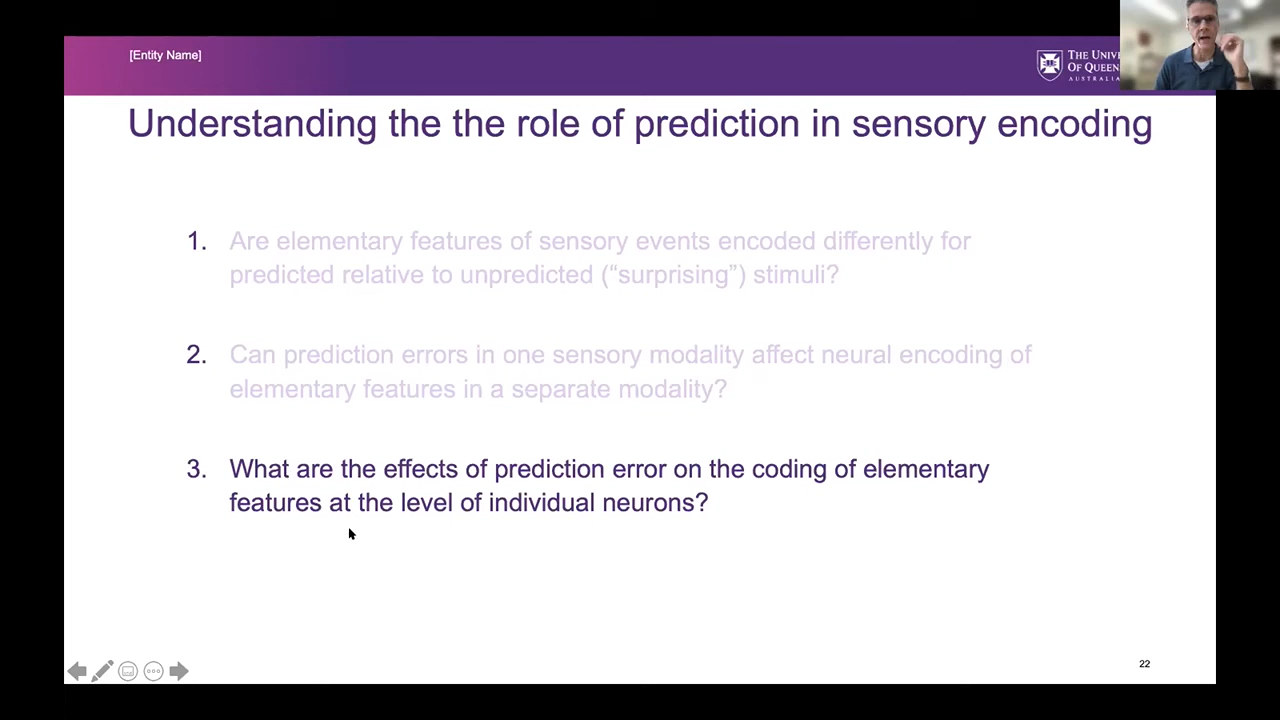 [Entity Name]
THE UNIV
OF QUEEN
AUSTRALIA
Understanding the the role of prediction in sensory encoding
1. Are elementary features of sensory events encoded differently for
predicted relative to unpredicted (“surprising”) stimuli?
2. Can prediction errors in one sensory modality affect neural encoding of
elementary features in a separate modality?
3. What are the effects of prediction error on the coding of elementary
features at the level of individual neurons?
22